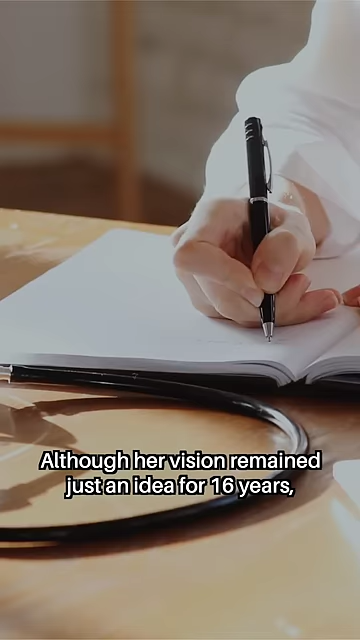 Although her vision remained
just an idea for 16 years,